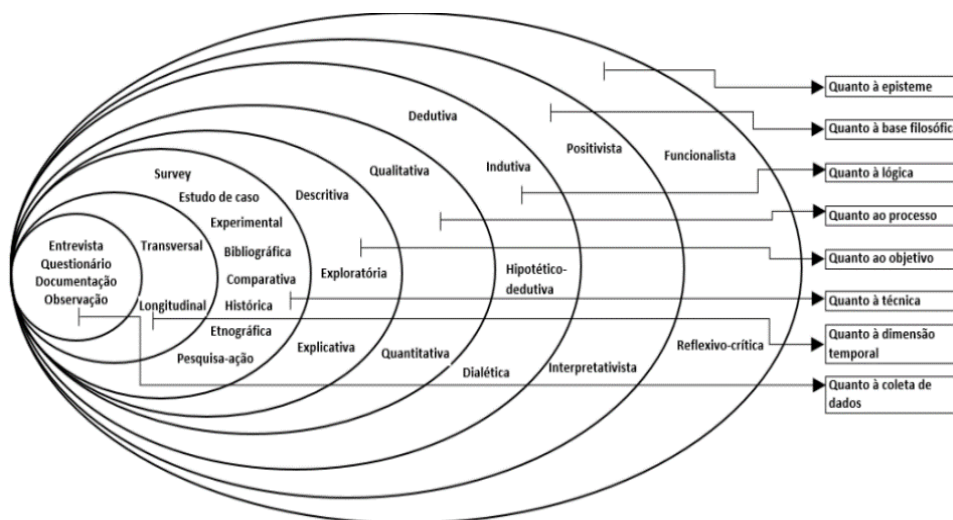 Entrevista
Questionário
Documentação
Observação
Transversal
Longitudinal
Survey
Estudo de caso
Experimental
Bibliográfica
Comparativa
Histórica
Etnográfica
Pesquisa-ação
Descritiva
Exploratória
Explicativa
Qualitativa
Quantitativa
Dedutiva
Indutiva
Hipotético-
dedutiva
Dialética
Positivista
Interpretativista
Funcionalista
Reflexivo-crítica
Quanto à episteme
Quanto à base filosófic
Quanto à lógica
Quanto ao processo
Quanto ao objetivo
Quanto à técnica
Quanto à dimensão
temporal
Quanto à coleta de
dados